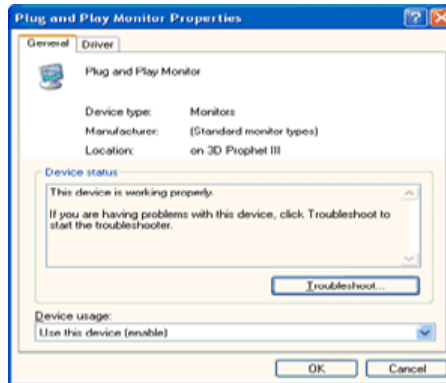 Plug and Play Monitor Properties
General Driver
Plug and Play Monitor
Device type: Monitors
Manufacturer: (Standard monitor types)
Location: on 3D Prophet III
Device status
This device is working properly.
If you are having problems with this device, click Troubleshoot to
start the troubleshooter.
Troubleshoot...
Device usage:
Use this device (enable)
OK Cancel